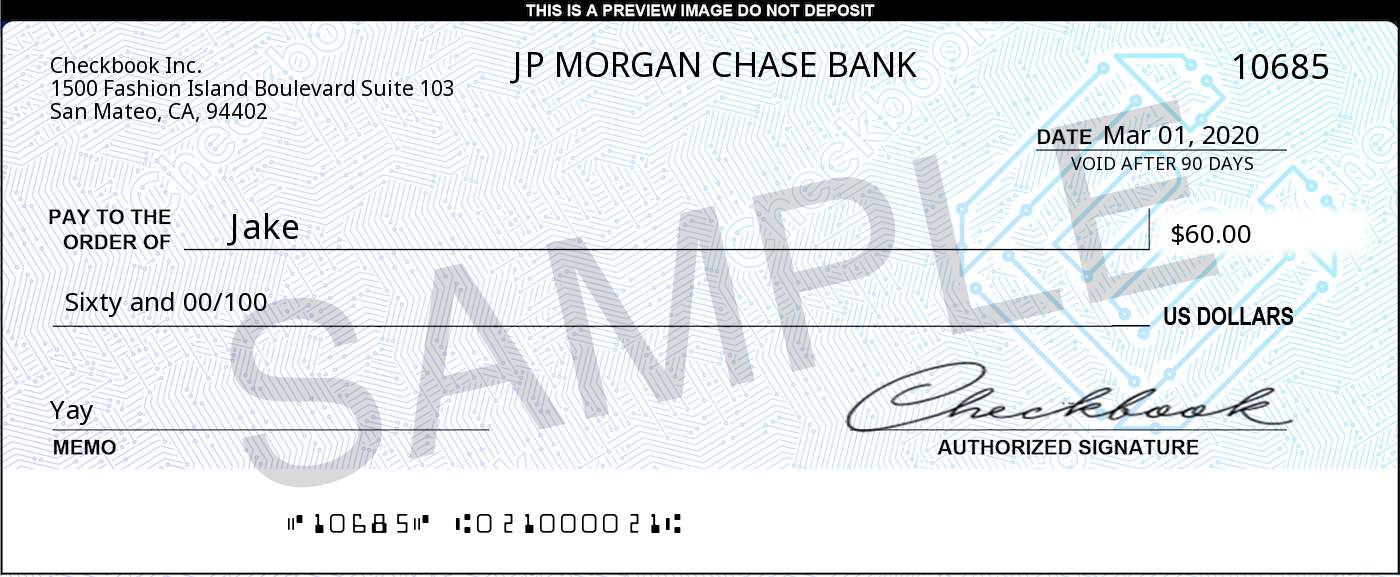 THIS IS A PREVIEW IMAGE DO NOT DEPOSIT
Checkbook Inc.
1500 Fashion Island Boulevard Suite 103
San Mateo, CA, 94402
JP MORGAN CHASE BANK
10685
DATE Mar 01, 2020
VOID AFTER 90 DAYS
PAY TO THE
ORDER OF Jake
$60.00
Sixty and 00/100
US DOLLARS
SAMPLE
Yay
MEMO
Checkbook
AUTHORIZED SIGNATURE
⑈10685⑈ ⑆021000021⑆